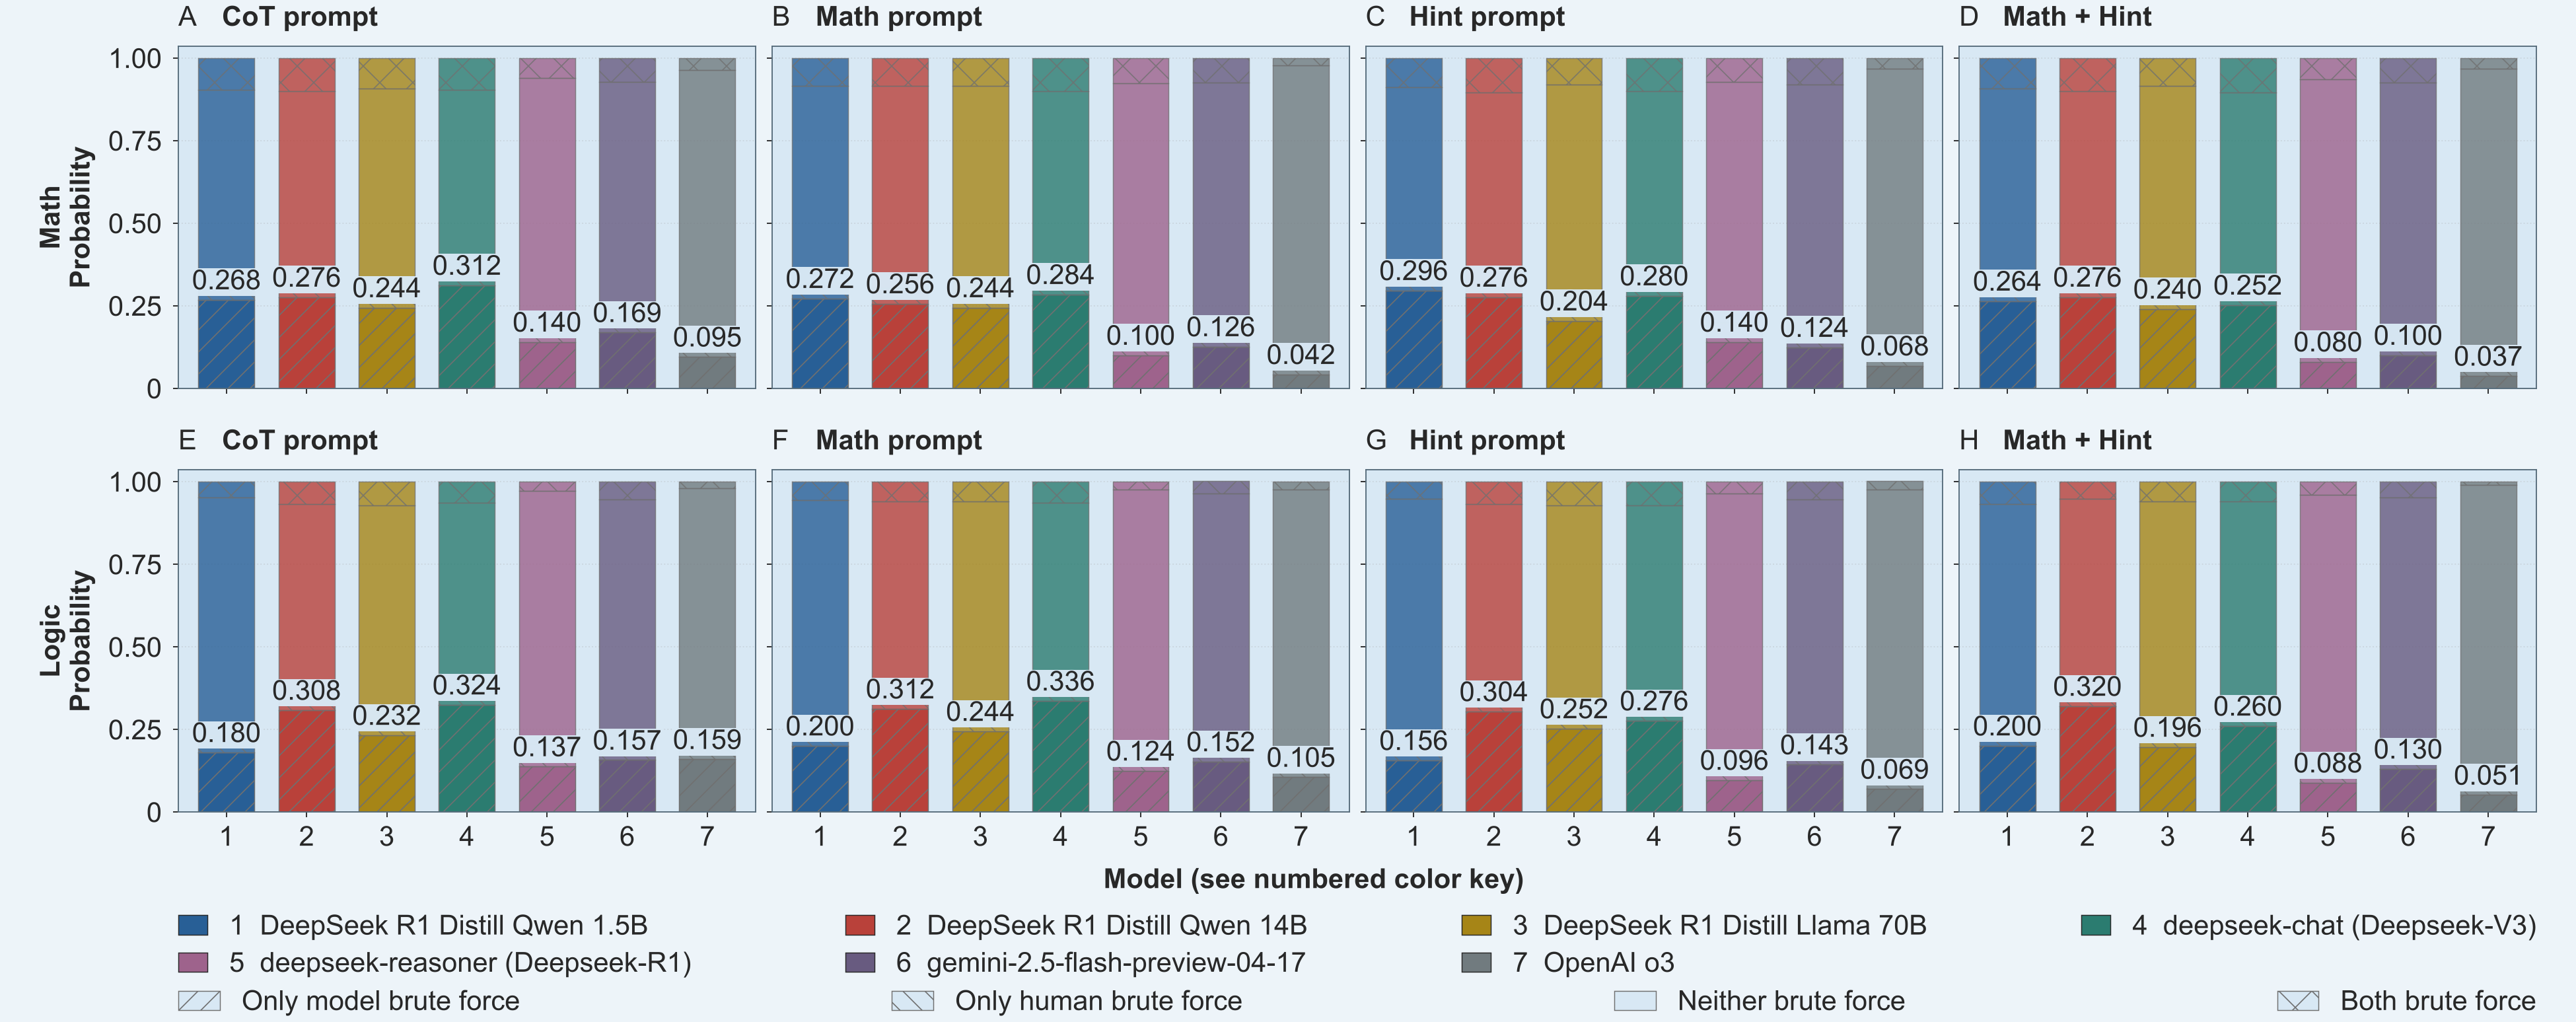 A CoT prompt
B Math prompt
C Hint prompt
D Math + Hint
Math
Probability
1.00
0.75
0.50
0.25
0
0.268 0.276 0.244 0.312 0.140 0.169 0.095
0.272 0.256 0.244 0.284 0.100 0.126 0.042
0.296 0.276 0.204 0.280 0.140 0.124 0.068
0.264 0.276 0.240 0.252 0.080 0.100 0.037
E CoT prompt
F Math prompt
G Hint prompt
H Math + Hint
Logic
Probability
1.00
0.75
0.50
0.25
0
0.180 0.308 0.232 0.324 0.137 0.157 0.159
0.200 0.312 0.244 0.336 0.124 0.152 0.105
0.156 0.304 0.252 0.276 0.096 0.143 0.069
0.200 0.320 0.196 0.260 0.088 0.130 0.051
1 2 3 4 5 6 7
1 2 3 4 5 6 7
1 2 3 4 5 6 7
1 2 3 4 5 6 7
Model (see numbered color key)
1 DeepSeek R1 Distill Qwen 1.5B
2 DeepSeek R1 Distill Qwen 14B
3 DeepSeek R1 Distill Llama 70B
4 deepseek-chat (Deepseek-V3)
5 deepseek-reasoner (Deepseek-R1)
6 gemini-2.5-flash-preview-04-17
7 OpenAI o3
Only model brute force
Only human brute force
Neither brute force
Both brute force